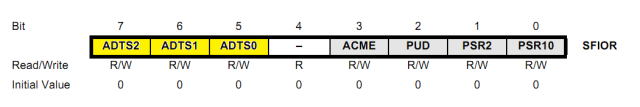 Bit 7 6 5 4 3 2 1 0
ADTS2 ADTS1 ADTS0 – ACME PUD PSR2 PSR10 SFIOR
Read/Write R/W R/W R/W R R/W R/W R/W R/W
Initial Value 0 0 0 0 0 0 0 0